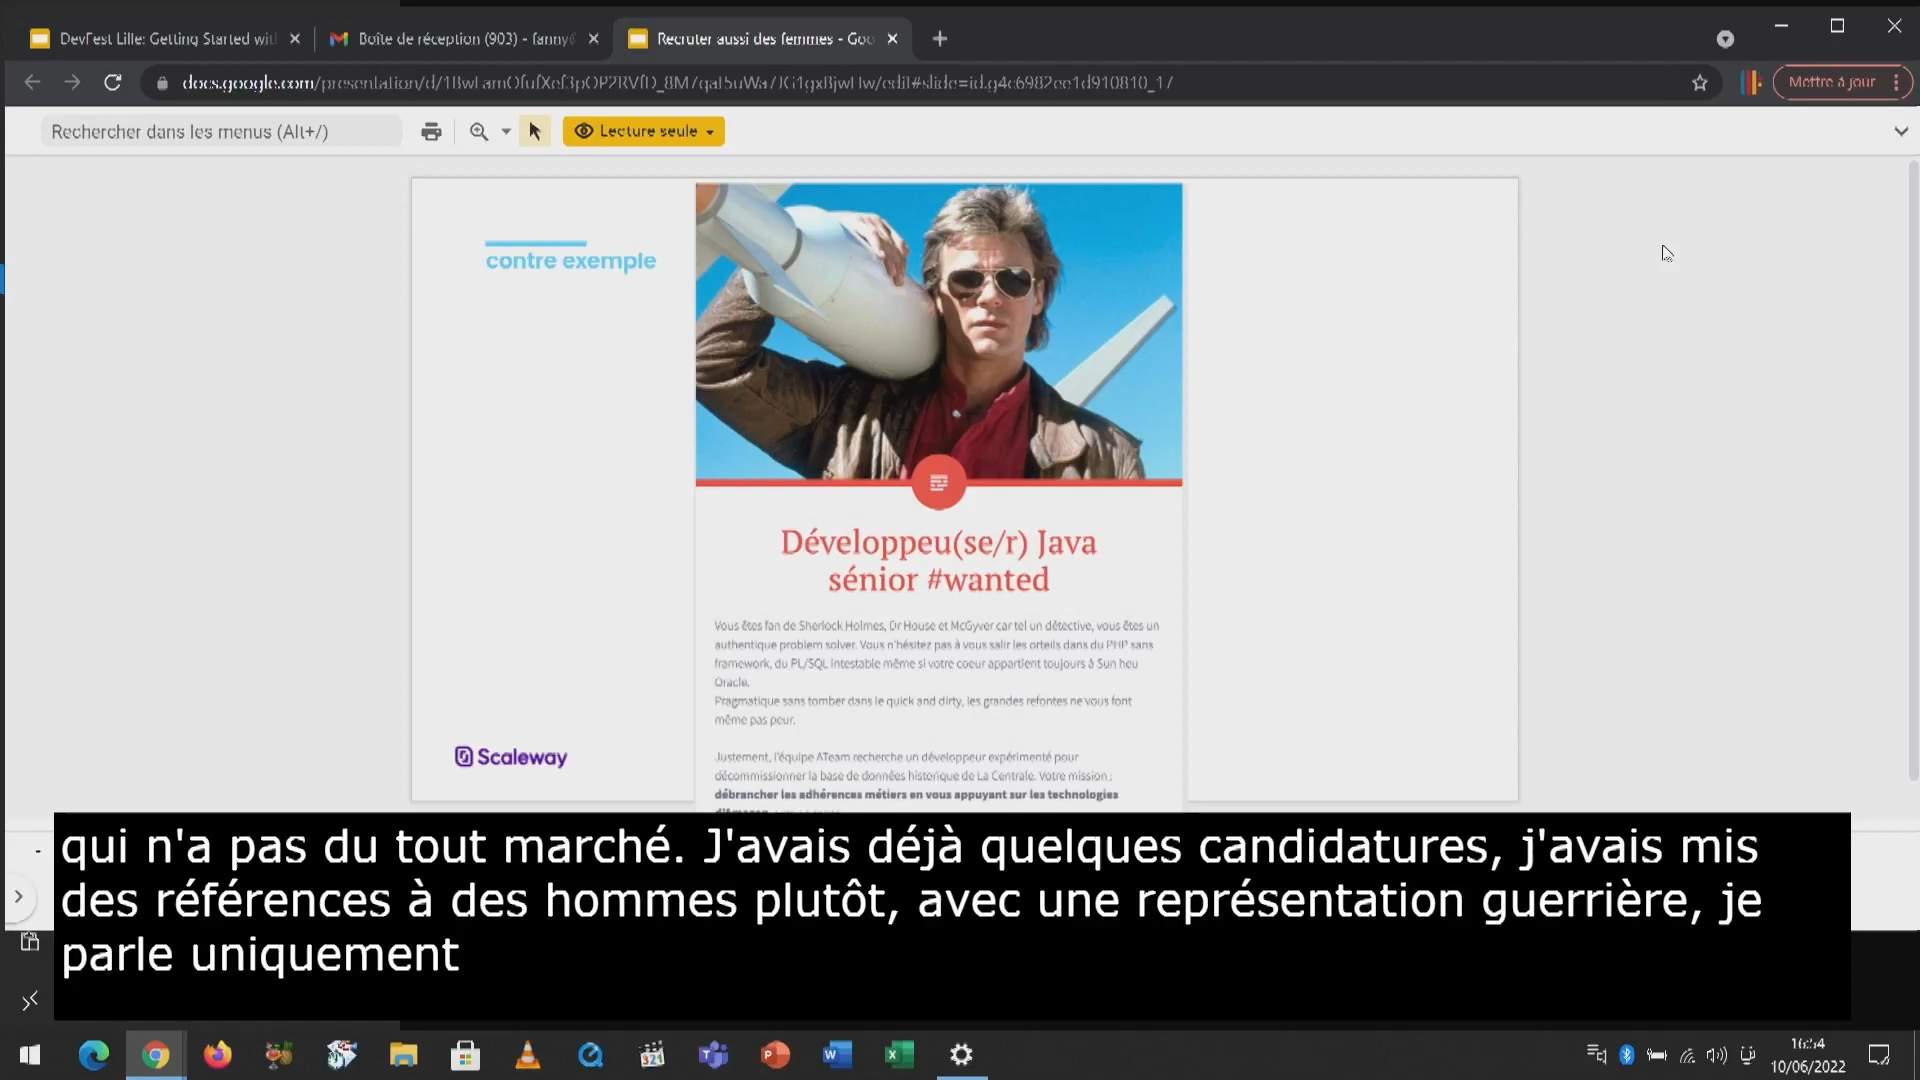 DevFest Lille: Getting Started wit
Boîte de réception (903) - fanny
Recruter aussi des femmes - Goo
docs.google.com/presentation/d/
Mettre à jour
Rechercher dans les menus (Alt+/)
Lecture seule
contre exemple
Développeu(se/r) Java
sénior #wanted
Vous êtes fan de Sherlock Holmes, Dr House et McGyver car tel un détective, vous êtes un
authentique problem solver. Vous n'hésitez pas à vous salir les orteils dans du PHP sans
framework, du PL/SQL intestable même si votre coeur appartient toujours à Sun heu
Oracle.
Pragmatique sans tomber dans le quick and dirty, les grandes refontes ne vous font
même pas peur.
Justement, l'équipe ATeam recherche un développeur expérimenté pour
décommissionner la base de données historique de La Centrale. Votre mission :
débrancher les adhérences métiers en vous appuyant sur les technologies
Scaleway
qui n'a pas du tout marché. J'avais déjà quelques candidatures, j'avais mis
des références à des hommes plutôt, avec une représentation guerrière, je
parle uniquement
16:54
10/06/2022